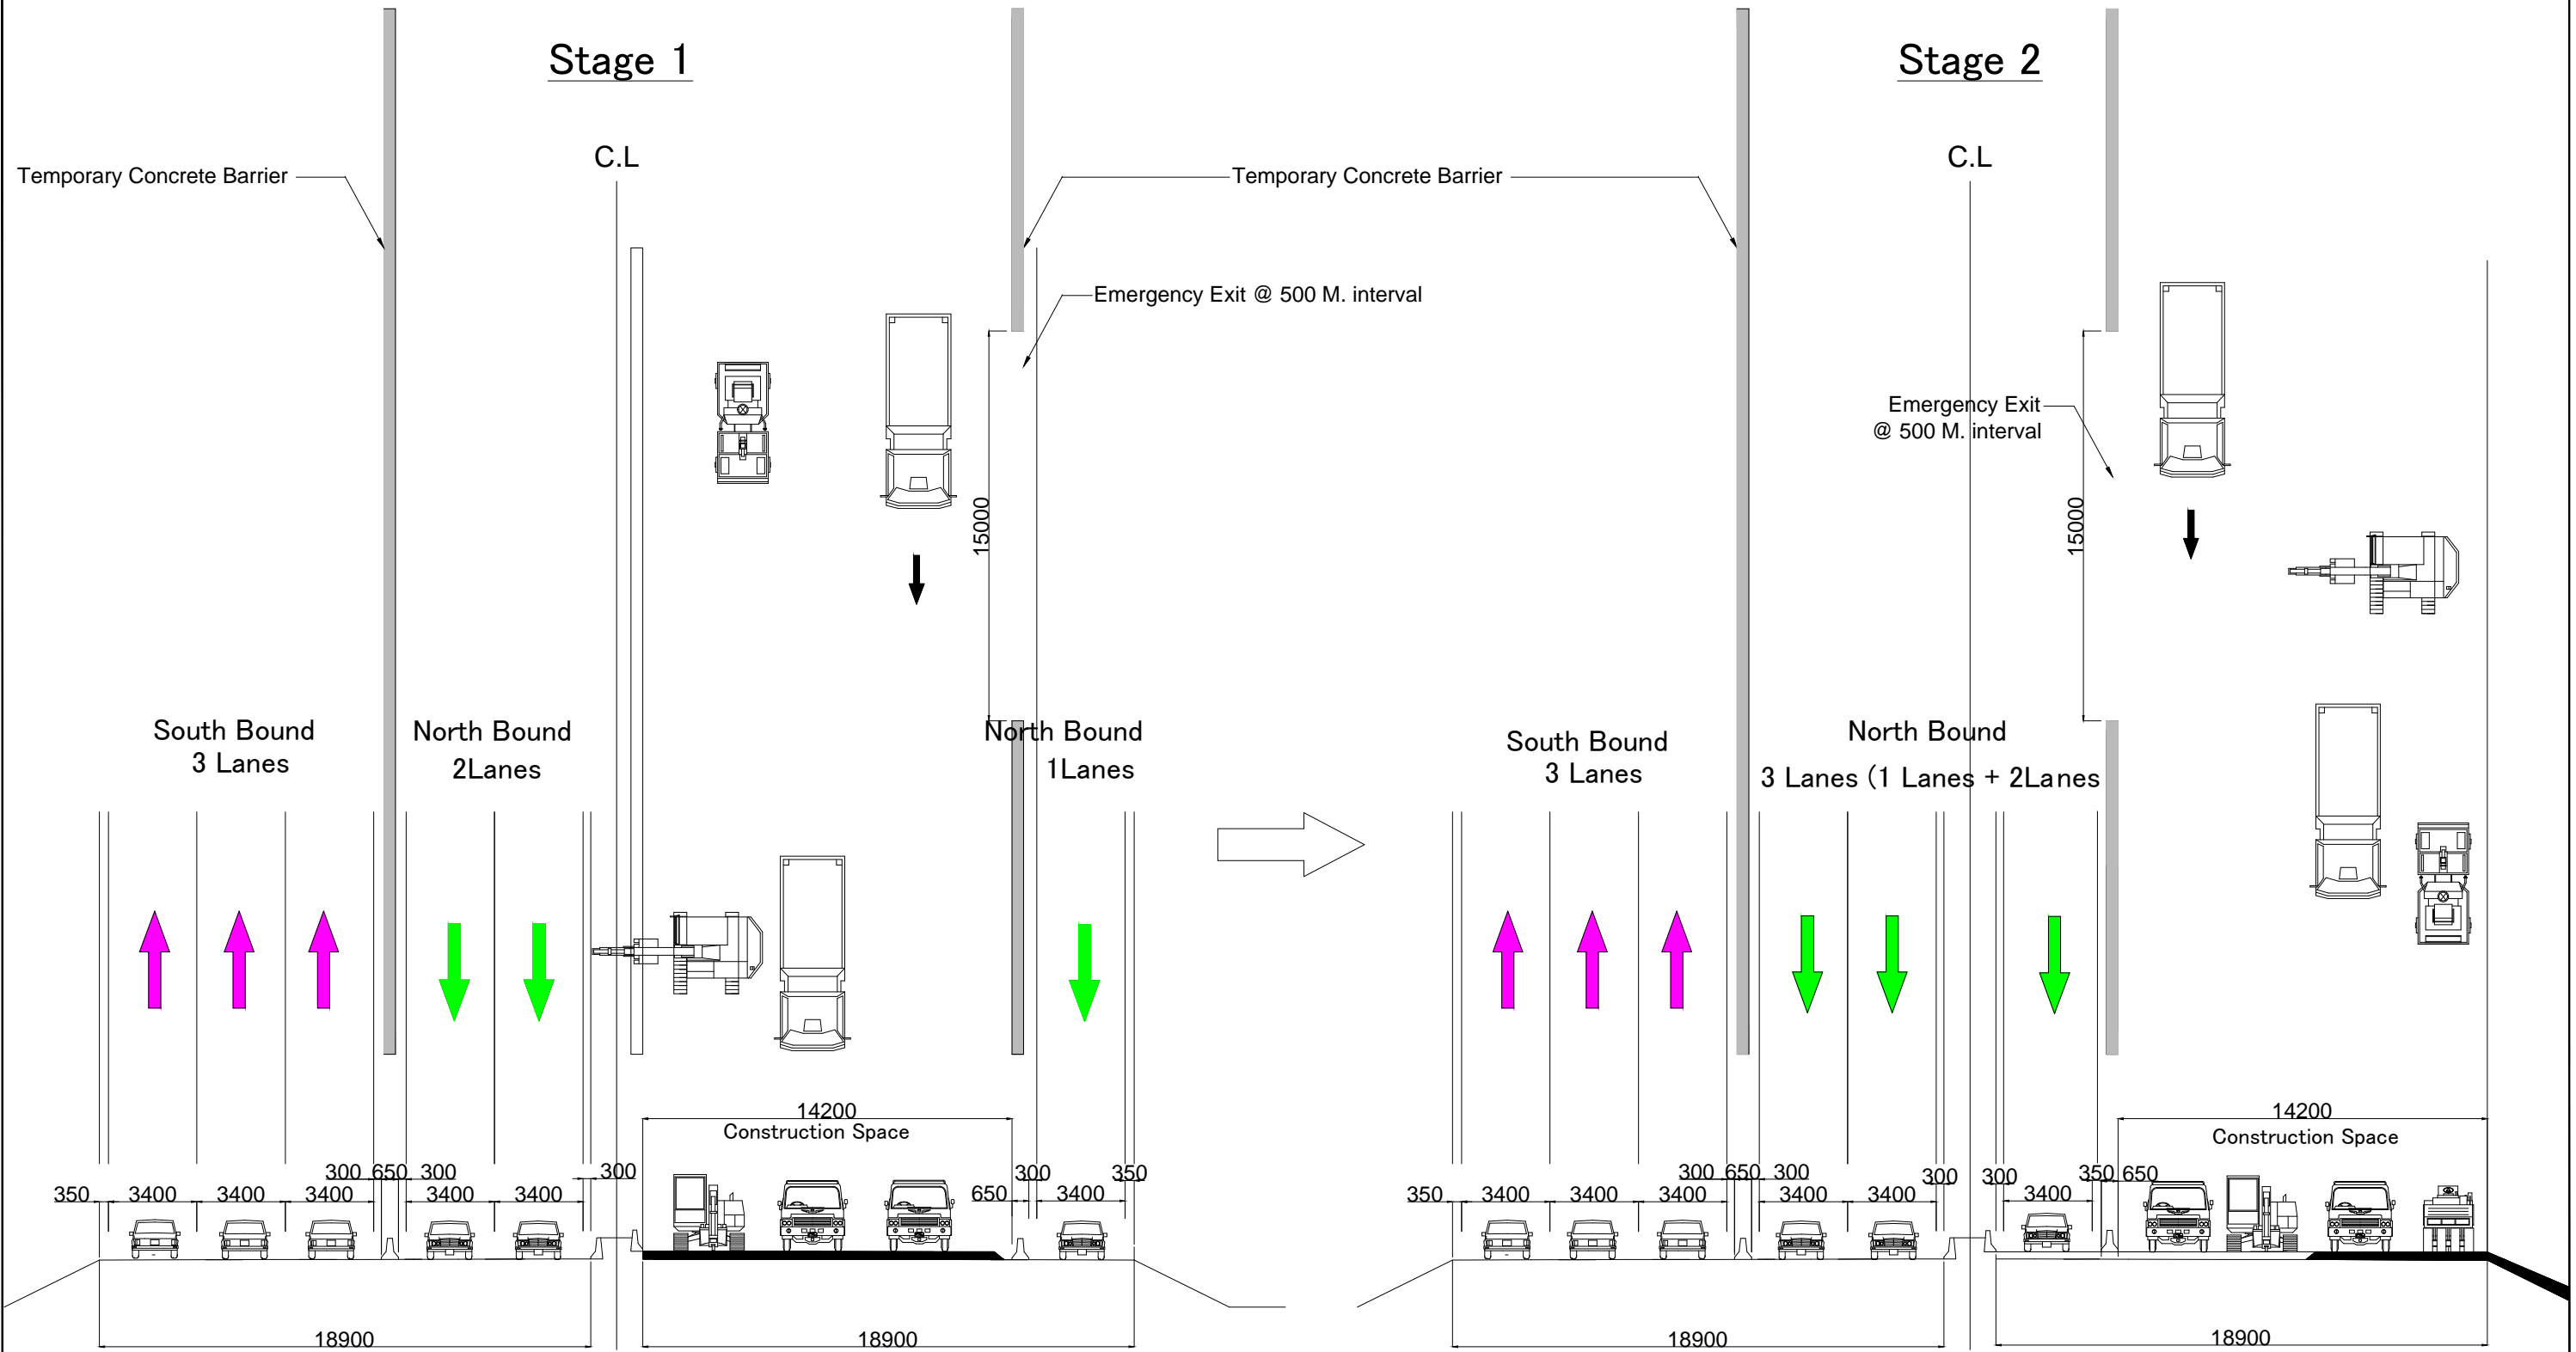 Stage 1
Stage 2
C.L
C.L
Temporary Concrete Barrier
Temporary Concrete Barrier
Emergency Exit @ 500 M. interval
Emergency Exit
@ 500 M. interval
15000
15000
South Bound
3 Lanes
North Bound
2Lanes
North Bound
1Lanes
South Bound
3 Lanes
North Bound
3 Lanes (1 Lanes + 2Lanes
14200
Construction Space
14200
Construction Space
300 650 300
300
300
350
350 3400 3400 3400 3400 3400
650 3400
300 650 300
300
300
350 650
350 3400 3400 3400 3400 3400
3400
18900
18900
18900
18900